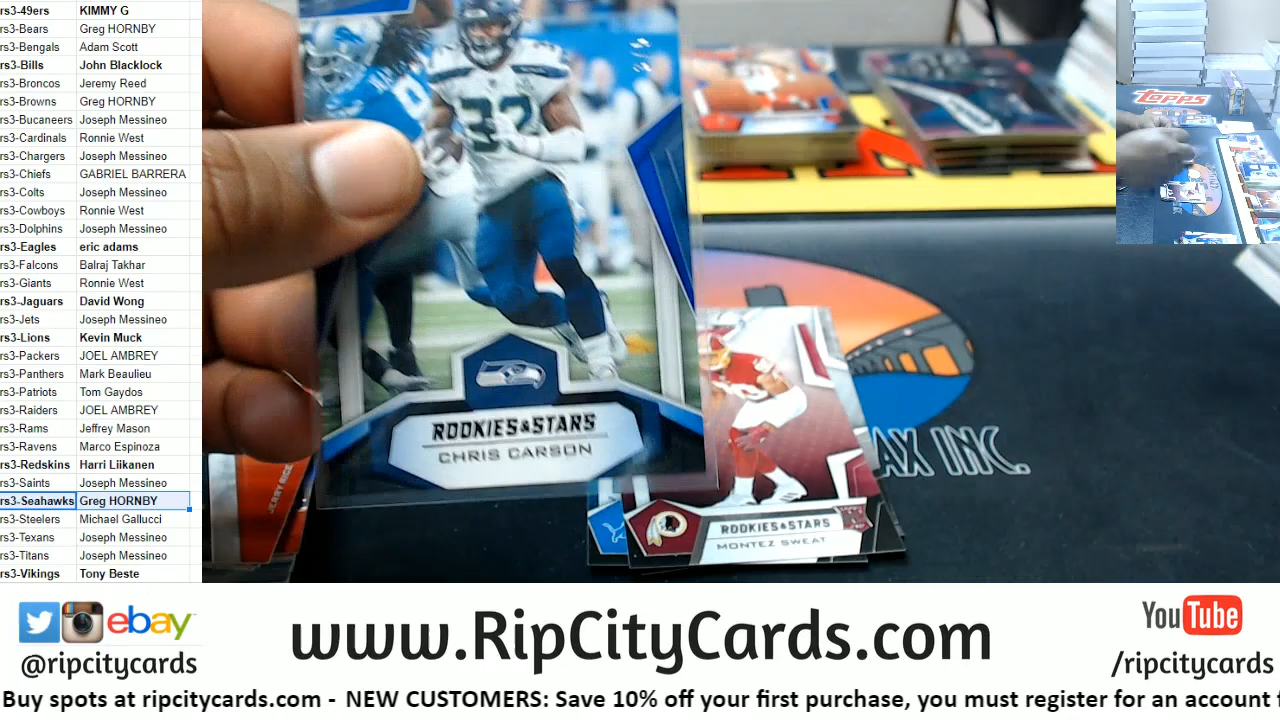 rs3-49ers KIMMY G
rs3-Bears Greg HORNBY
rs3-Bengals Adam Scott
rs3-Bills John Blacklock
rs3-Broncos Jeremy Reed
rs3-Browns Greg HORNBY
rs3-Bucaneers Joseph Messineo
rs3-Cardinals Ronnie West
rs3-Chargers Joseph Messineo
rs3-Chiefs GABRIEL BARRERA
rs3-Colts Joseph Messineo
rs3-Cowboys Ronnie West
rs3-Dolphins Joseph Messineo
rs3-Eagles eric adams
rs3-Falcons Balraj Takhar
rs3-Giants Ronnie West
rs3-Jaguars David Wong
rs3-Jets Joseph Messineo
rs3-Lions Kevin Muck
rs3-Packers JOEL AMBREY
rs3-Panthers Mark Beaulieu
rs3-Patriots Tom Gaydos
rs3-Raiders JOEL AMBREY
rs3-Rams Jeffrey Mason
rs3-Ravens Marco Espinoza
rs3-Redskins Harri Liikanen
rs3-Saints Joseph Messineo
rs3-Seahawks Greg HORNBY
rs3-Steelers Michael Gallucci
rs3-Texans Joseph Messineo
rs3-Titans Joseph Messineo
rs3-Vikings Tony Beste
32
ROOKIES & STARS
CHRIS CARSON
ROOKIES & STARS
MONTEZ SWEAT
JERRY RICE
AX INC.
Topps
ebay
@ripcitycards
www.RipCityCards.com
YouTube
/ripcitycards
Buy spots at ripcitycards.com - NEW CUSTOMERS: Save 10% off your first purchase, you must register for an account f